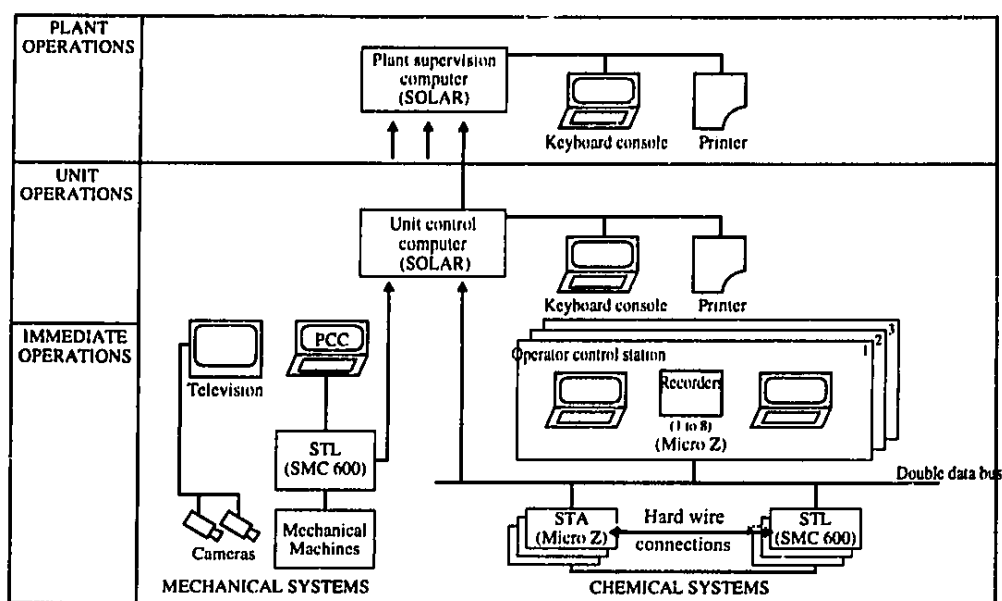 PLANT
OPERATIONS
Plant supervision
computer
(SOLAR)
Keyboard console
Printer
UNIT
OPERATIONS
Unit control
computer
(SOLAR)
Keyboard console
Printer
IMMEDIATE
OPERATIONS
Television
PCC
STL
(SMC 600)
Mechanical
Machines
Cameras
MECHANICAL SYSTEMS
3
2
1
Operator control station
Recorders
(1 to 8)
(Micro Z)
Double data bus
STA
(Micro Z)
Hard wire
connections
STL
(SMC 600)
CHEMICAL SYSTEMS